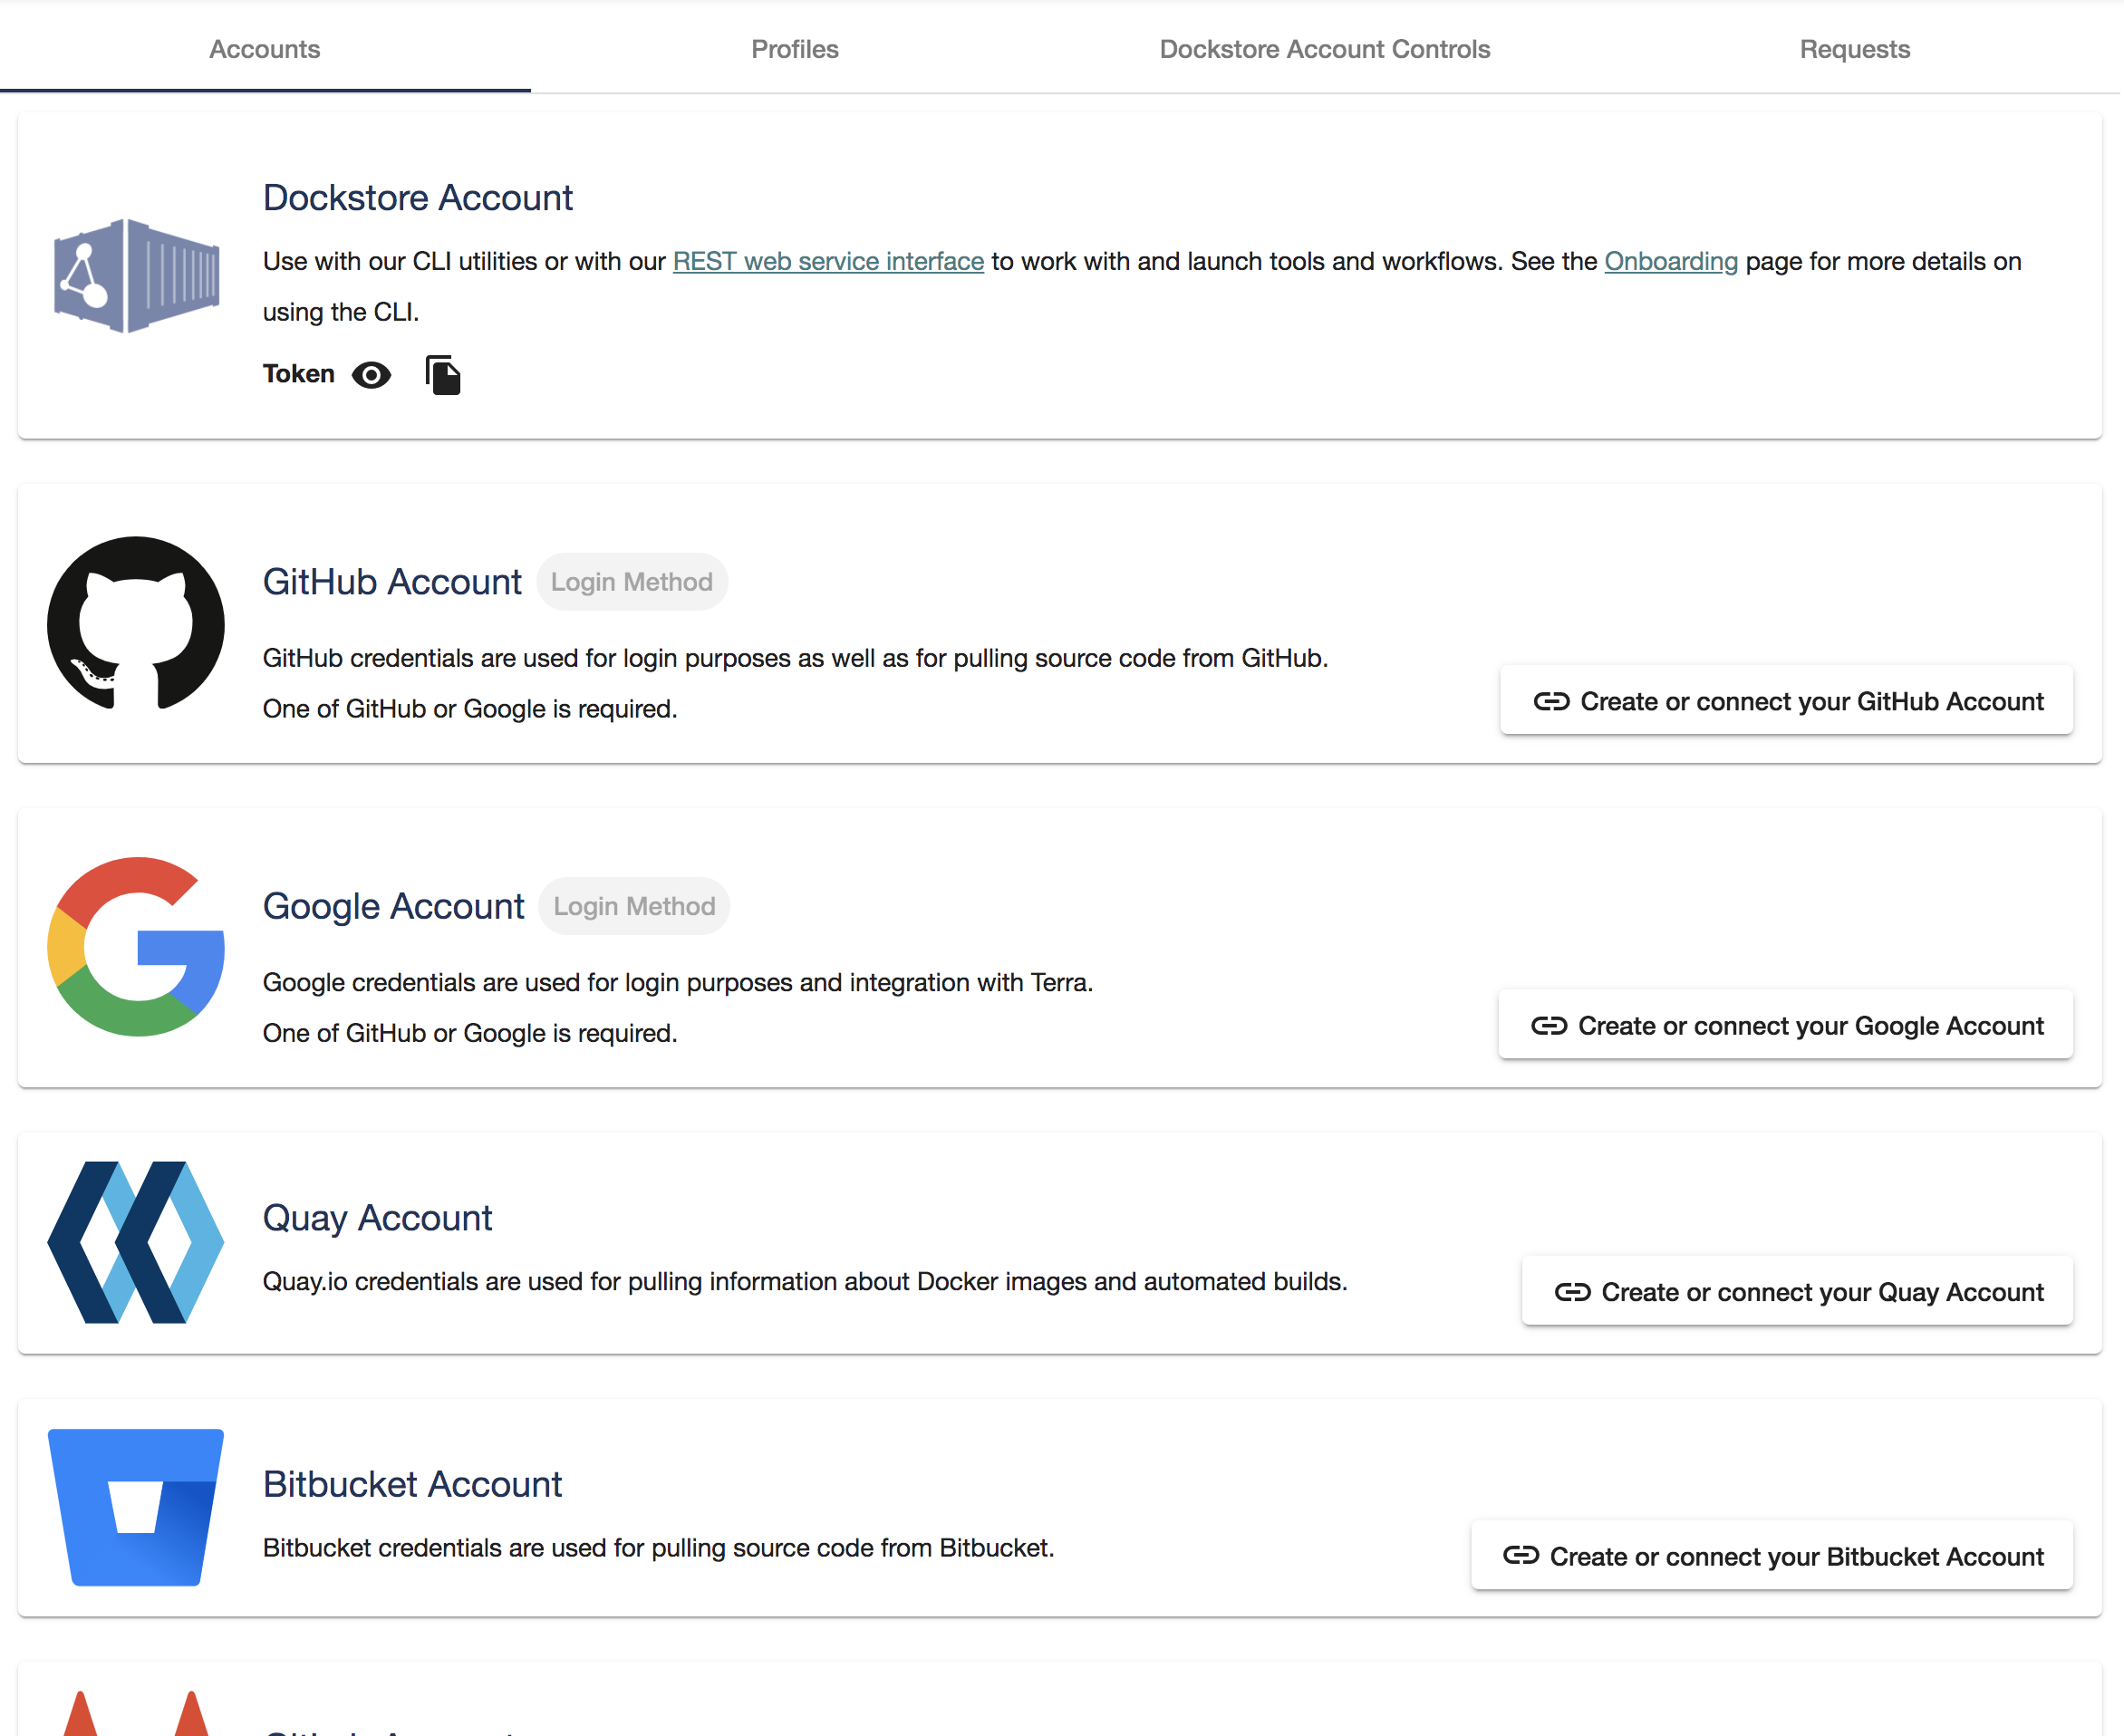 Accounts
Profiles
Dockstore Account Controls
Requests
Dockstore Account
Use with our CLI utilities or with our REST web service interface to work with and launch tools and workflows. See the Onboarding page for more details on
using the CLI.
Token
GitHub Account
Login Method
GitHub credentials are used for login purposes as well as for pulling source code from GitHub.
One of GitHub or Google is required.
Create or connect your GitHub Account
Google Account
Login Method
Google credentials are used for login purposes and integration with Terra.
One of GitHub or Google is required.
Create or connect your Google Account
Quay Account
Quay.io credentials are used for pulling information about Docker images and automated builds.
Create or connect your Quay Account
Bitbucket Account
Bitbucket credentials are used for pulling source code from Bitbucket.
Create or connect your Bitbucket Account